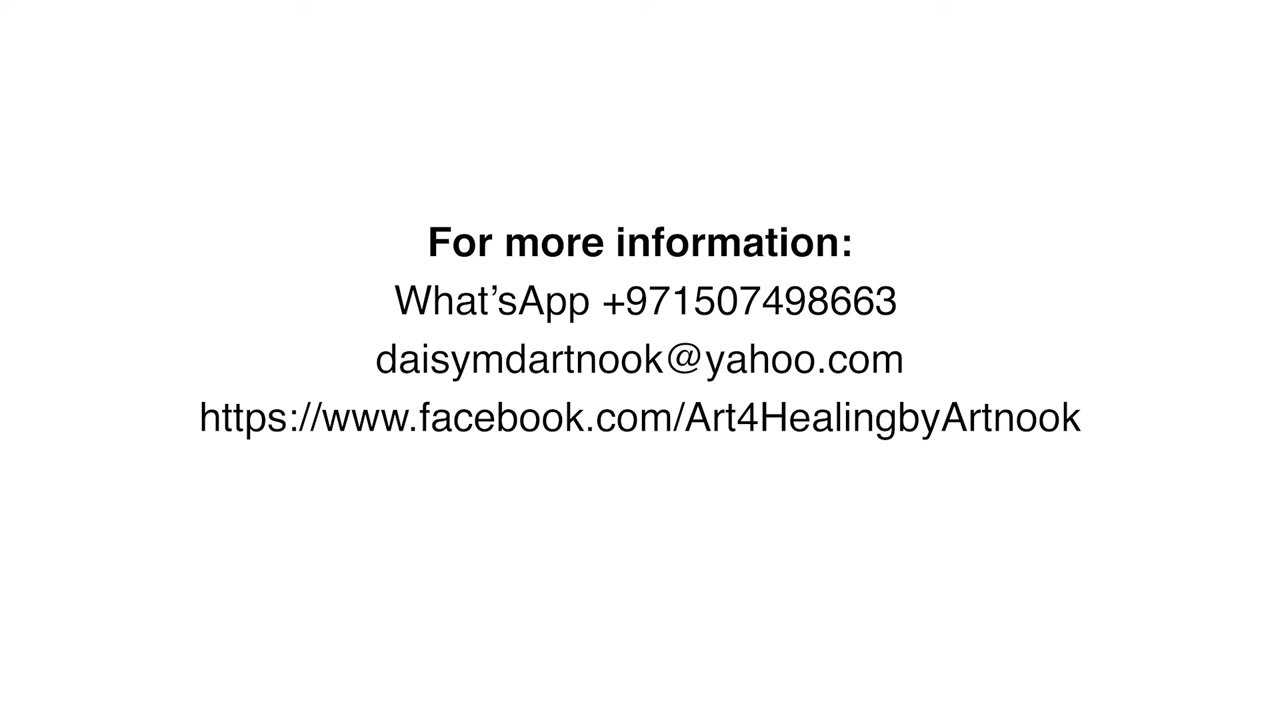 For more information:
What’sApp +971507498663
daisymdartnook@yahoo.com
https://www.facebook.com/Art4HealingbyArtnook